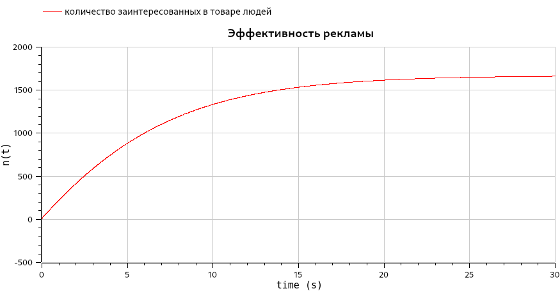 количество заинтересованных в товаре людей
Эффективность рекламы
2000
1500
1000
500
0
-500
n(t)
0 5 10 15 20 25 30
time (s)